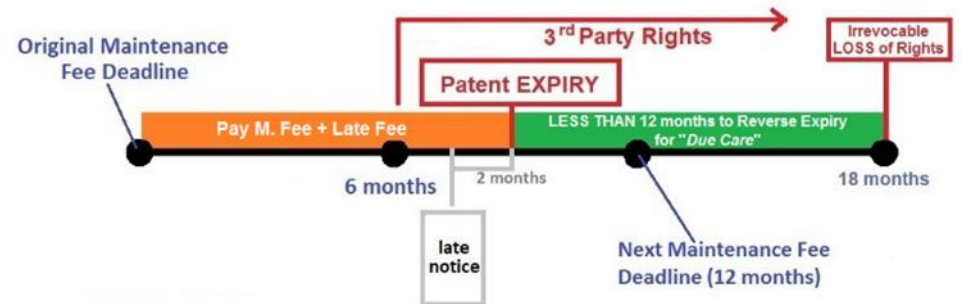 Original Maintenance
Fee Deadline
3rd Party Rights
Irrevocable
LOSS of Rights
Patent EXPIRY
Pay M. Fee + Late Fee
LESS THAN 12 months to Reverse Expiry
for "Due Care"
6 months
2 months
18 months
late
notice
Next Maintenance Fee
Deadline (12 months)